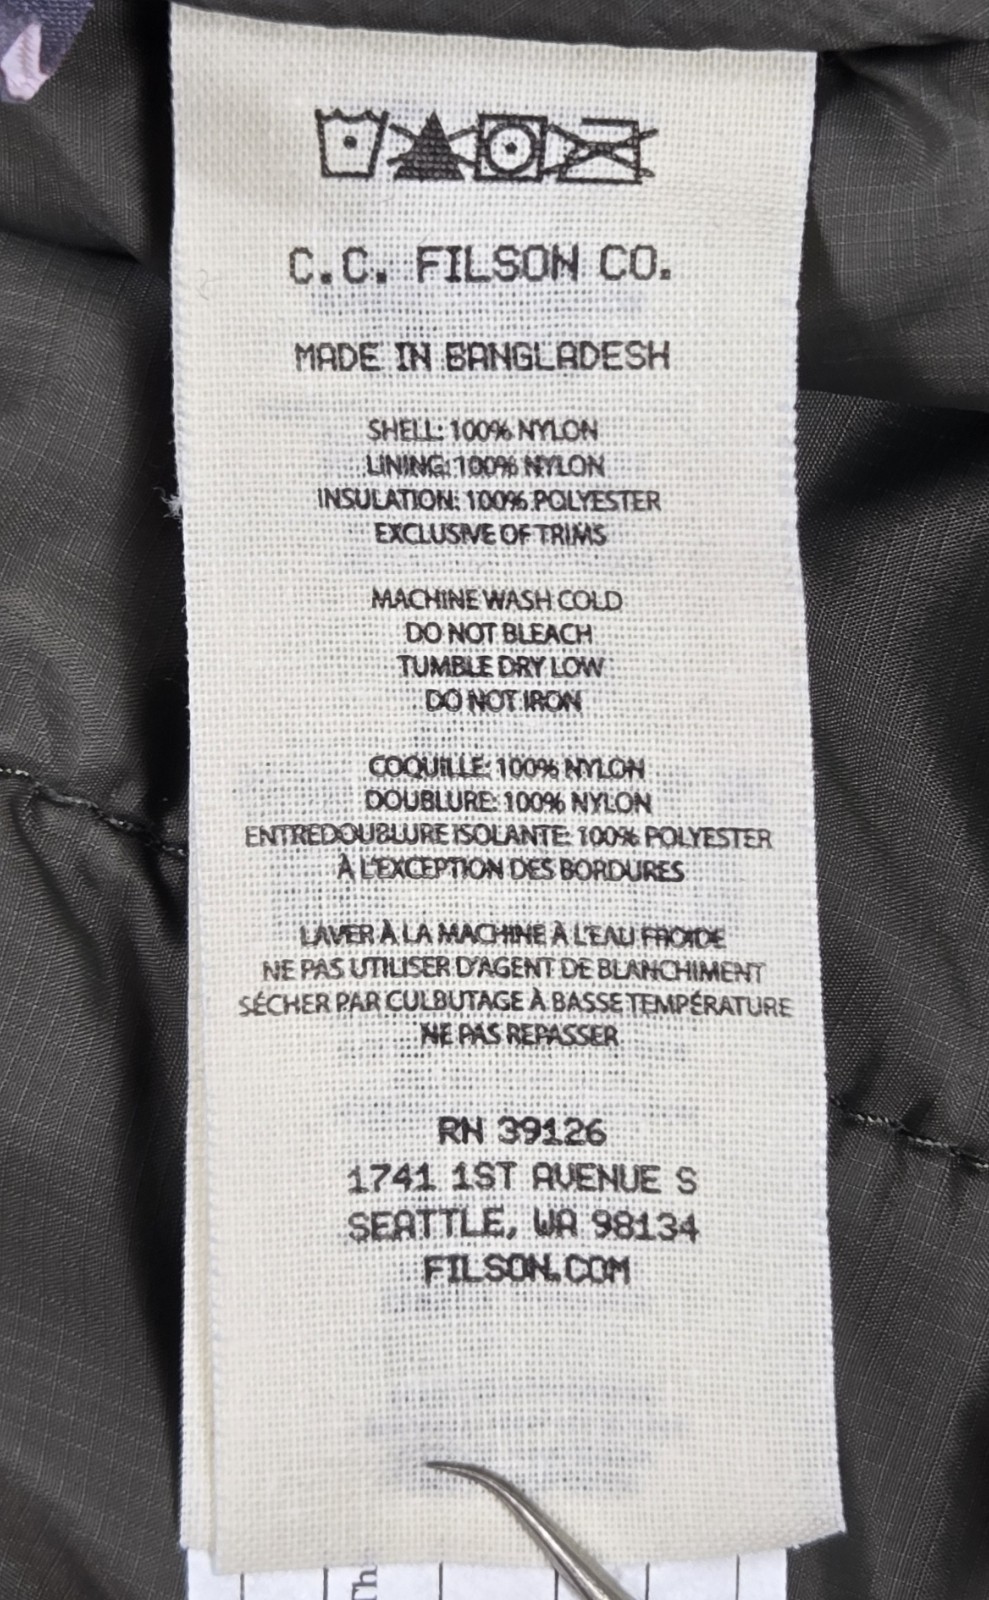 C.C. FILSON CO.
MADE IN BANGLADESH
SHELL: 100% NYLON
LINING: 100% NYLON
INSULATION: 100% POLYESTER
EXCLUSIVE OF TRIMS
MACHINE WASH COLD
DO NOT BLEACH
TUMBLE DRY LOW
DO NOT IRON
COQUILLE: 100% NYLON
DOUBLURE: 100% NYLON
ENTREDOUBLURE ISOLANTE: 100% POLYESTER
À L'EXCEPTION DES BORDURES
LAVER À LA MACHINE À L'EAU FROIDE
NE PAS UTILISER D'AGENT DE BLANCHIMENT
SÉCHER PAR CULBUTAGE À BASSE TEMPÉRATURE
NE PAS REPASSER
RN 39126
1741 1ST AVENUE S
SEATTLE, WA 98134
FILSON.COM
Th